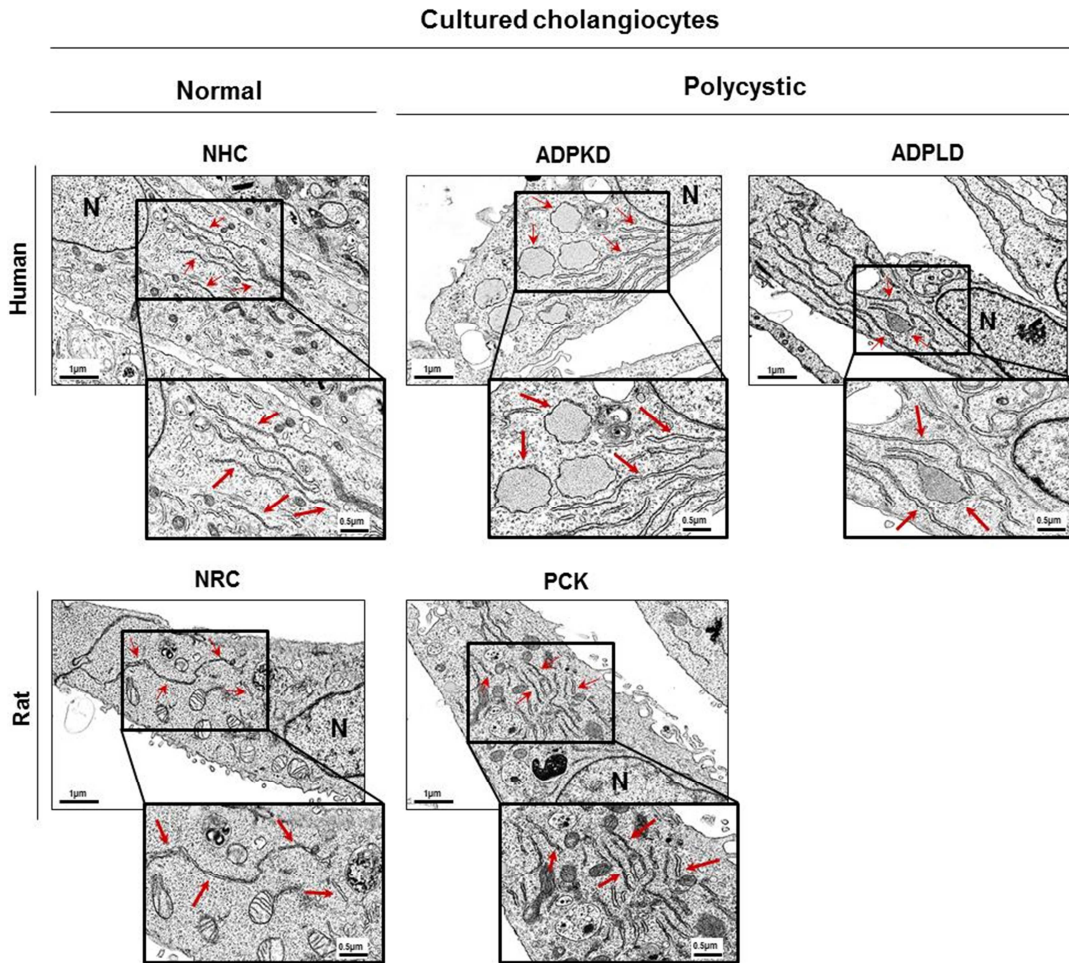 Cultured cholangiocytes
Normal
Polycystic
NHC
ADPKD
ADPLD
Human
N
N
N
1µm
1µm
1µm
0.5µm
0.5µm
0.5µm
NRC
PCK
Rat
N
N
1µm
1µm
0.5µm
0.5µm